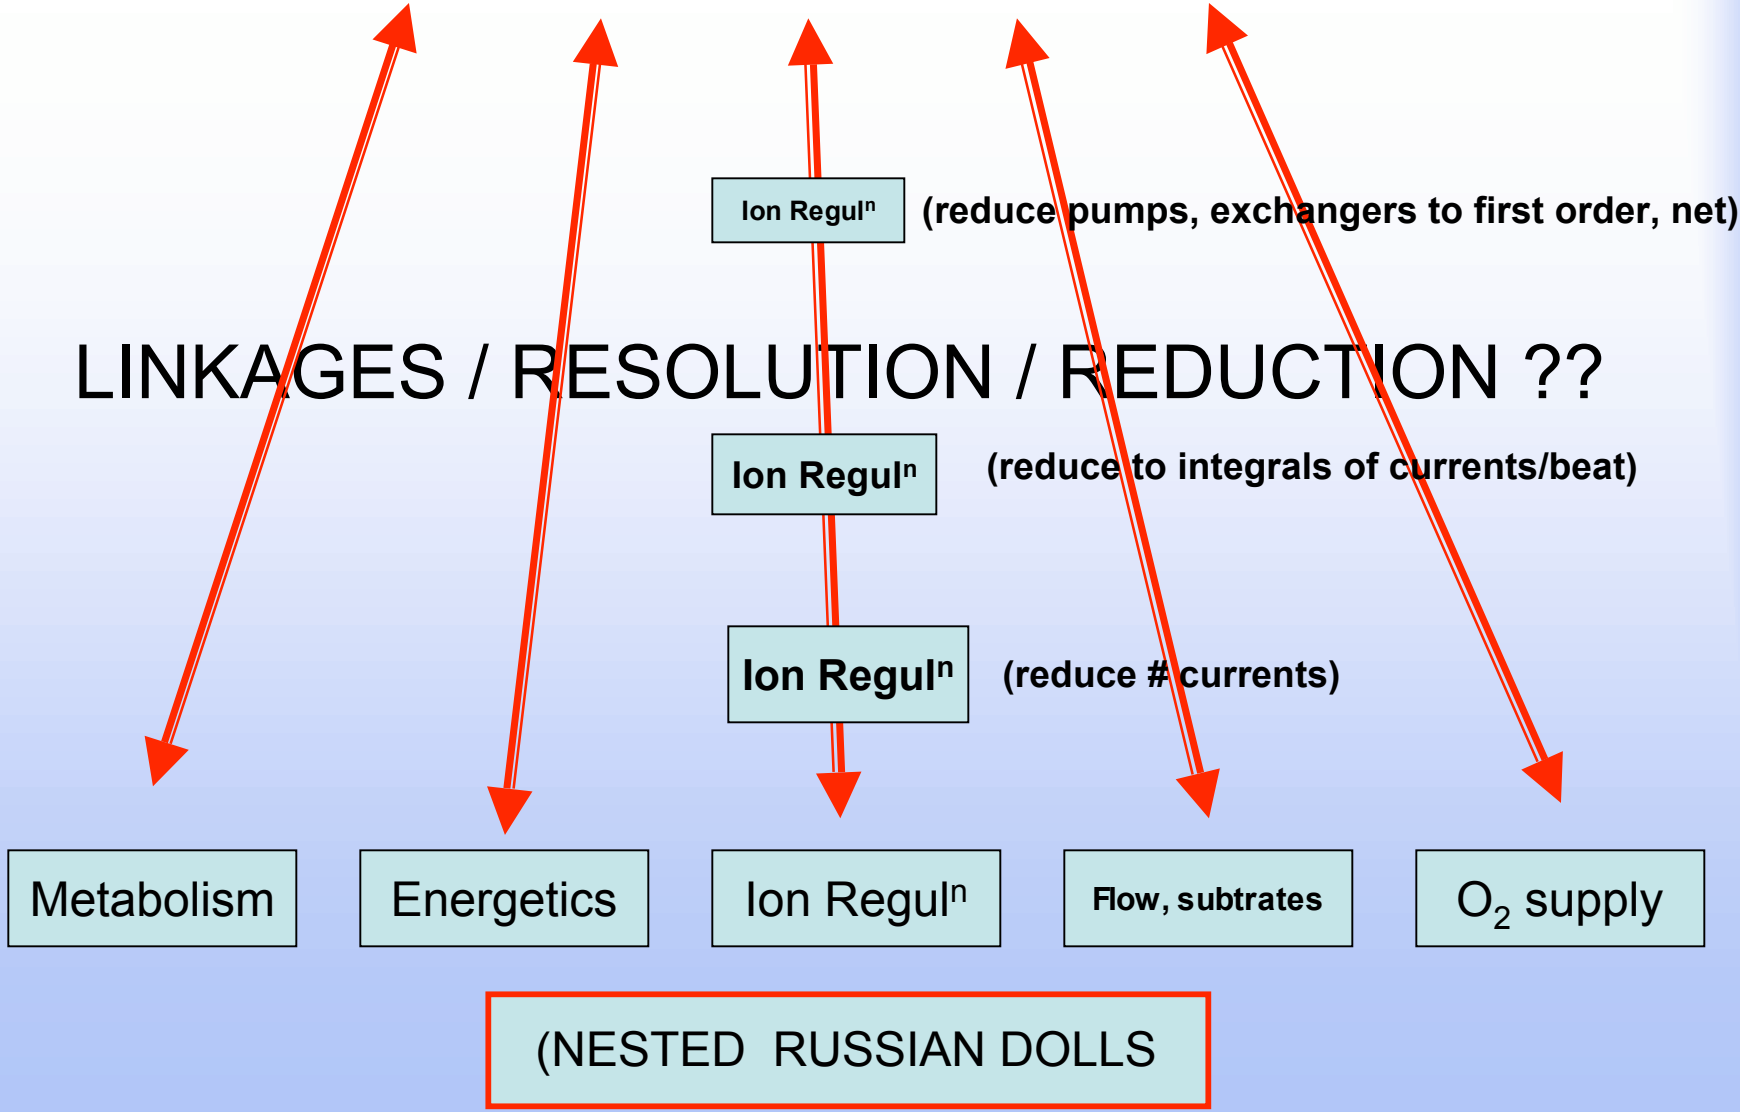 Ion Regulⁿ (reduce pumps, exchangers to first order, net)
LINKAGES / RESOLUTION / REDUCTION ??
Ion Regulⁿ (reduce to integrals of currents/beat)
Ion Regulⁿ (reduce # currents)
Metabolism
Energetics
Ion Regulⁿ
Flow, subtrates
O₂ supply
(NESTED RUSSIAN DOLLS